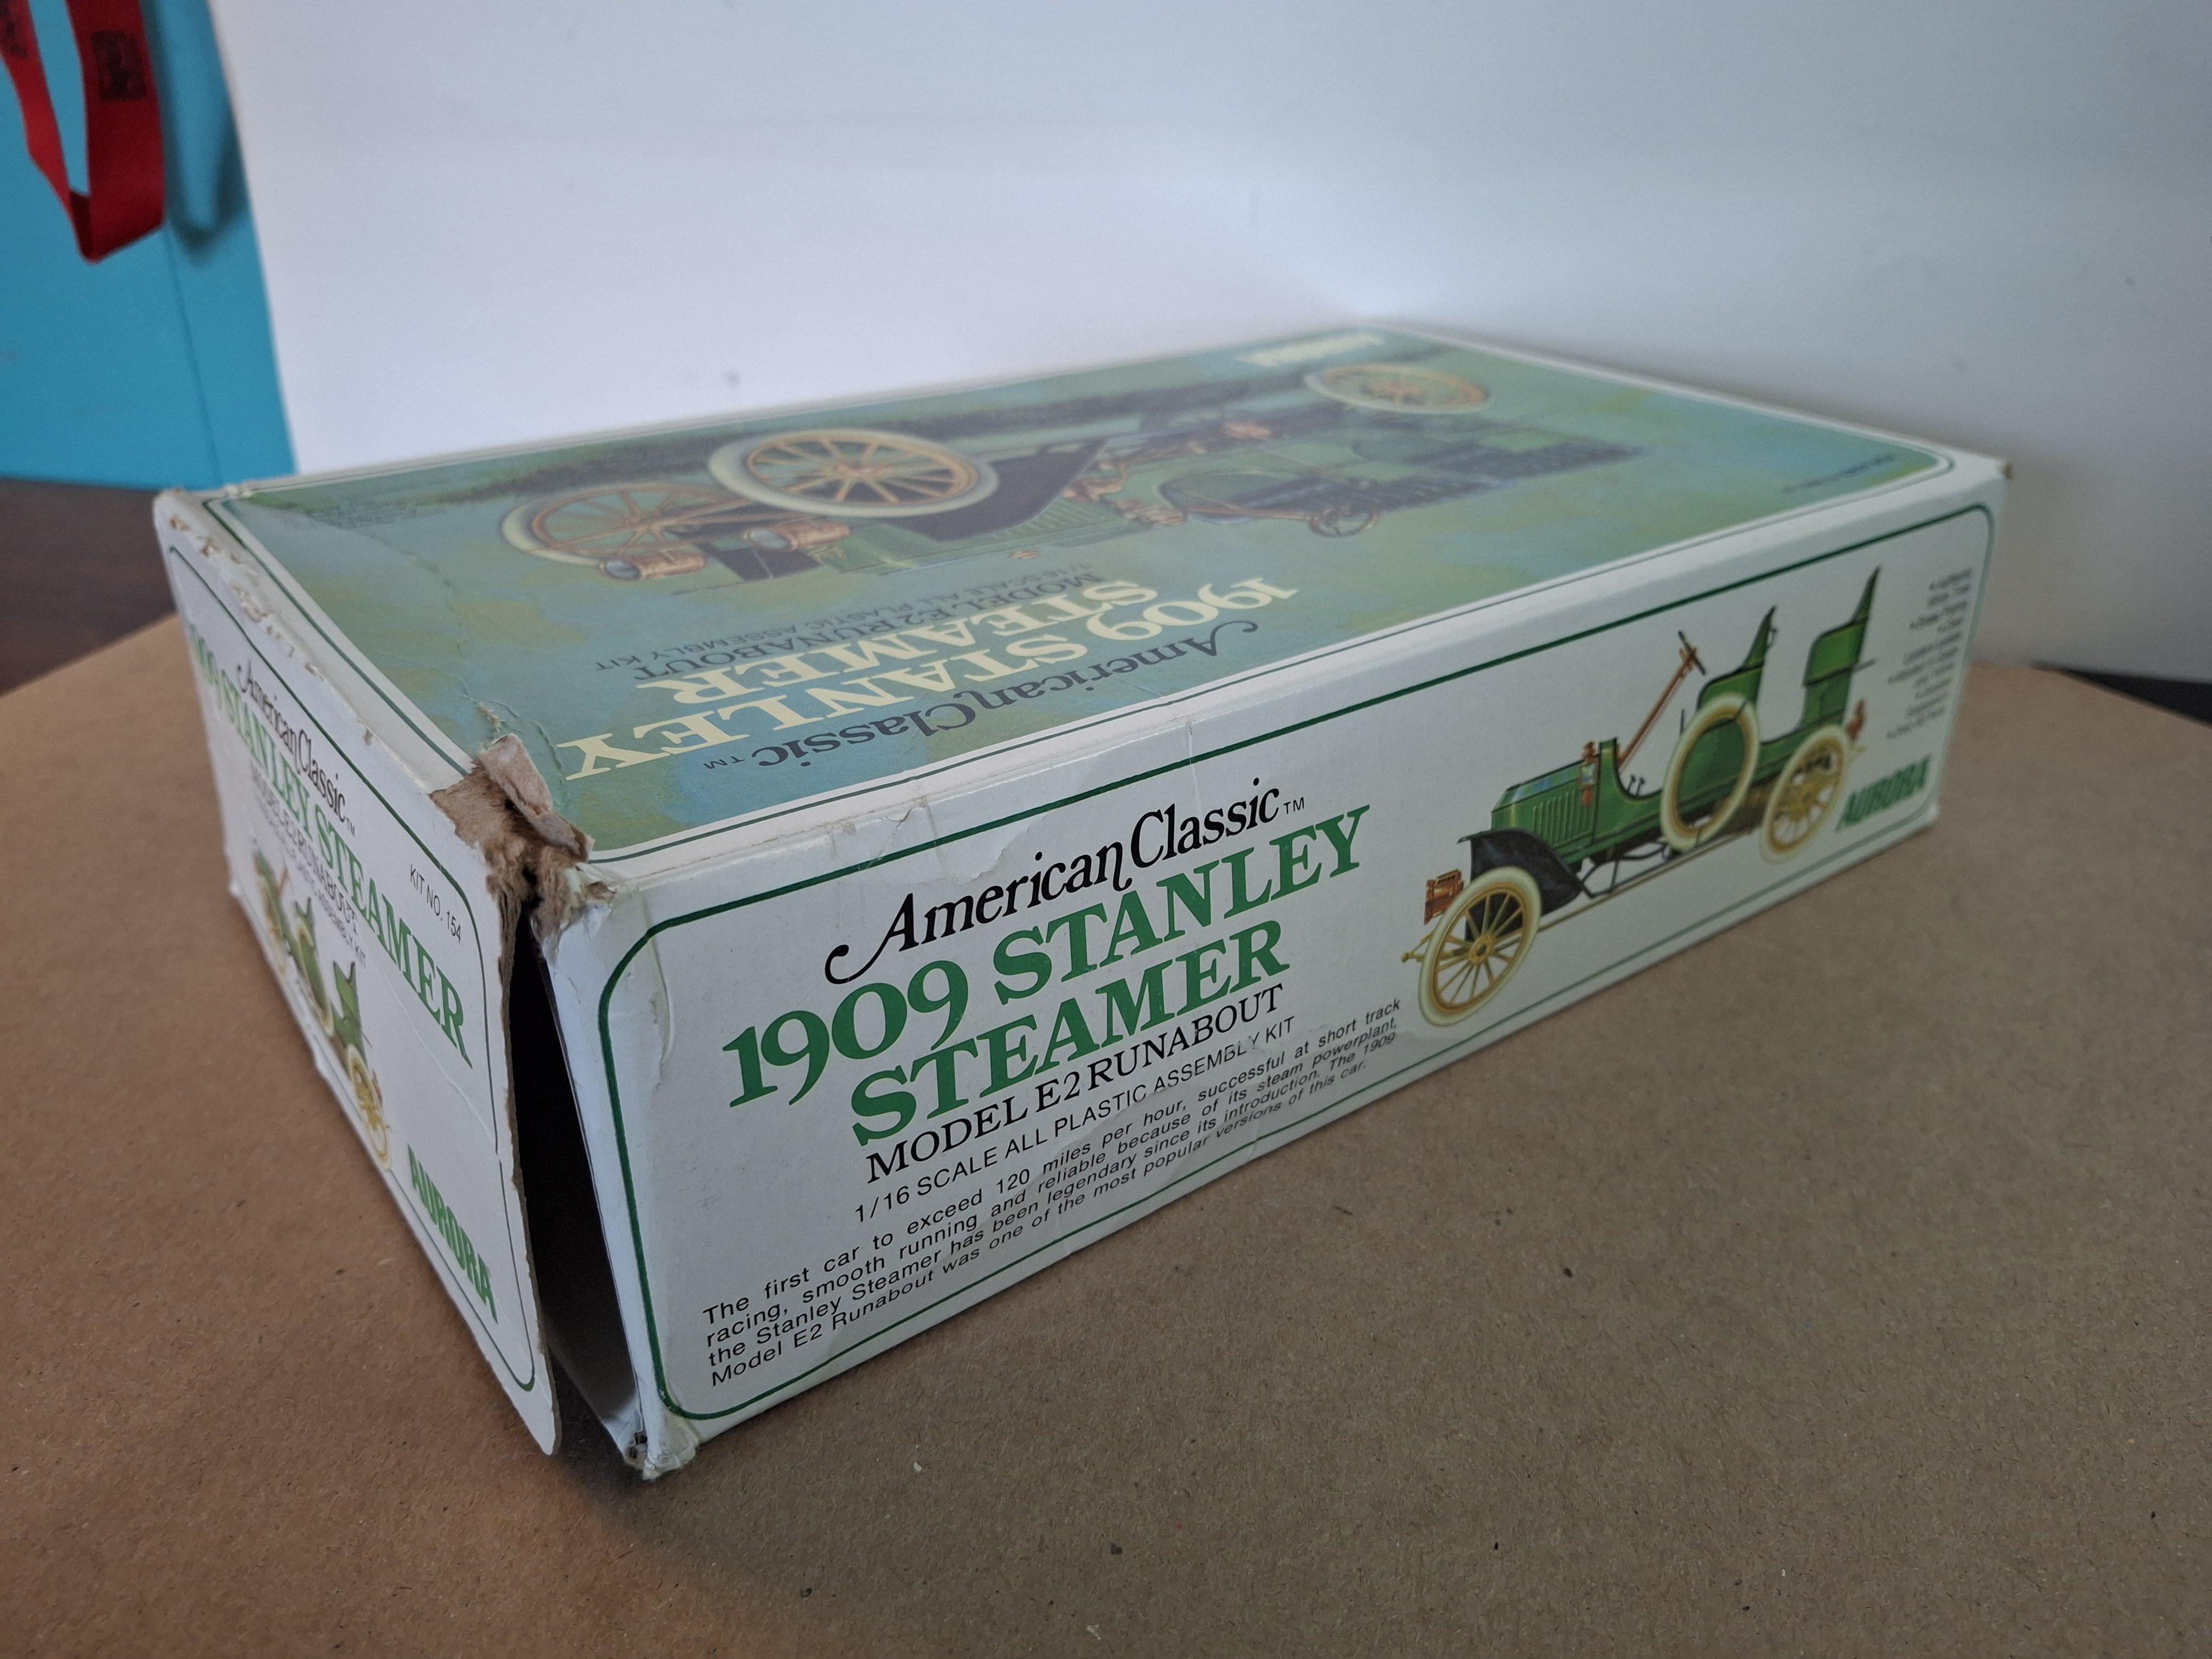 American Classic™
1909 STANLEY
STEAMER
MODEL E2 RUNABOUT
1/16 SCALE ALL PLASTIC ASSEMBLY KIT
AmericanClassic™
1909 STANLEY STEAMER
MODEL E2 RUNABOUT
KIT NO. 154
AURORA
American Classic™
1909 STANLEY
STEAMER
MODEL E2 RUNABOUT
1/16 SCALE ALL PLASTIC ASSEMBLY KIT
The first car to exceed 120 miles per hour, successful at short track
racing, smooth running and reliable because of its steam powerplant,
the Stanley Steamer has been legendary since its introduction. The 1909
Model E2 Runabout was one of the most popular versions of this car.
AURORA